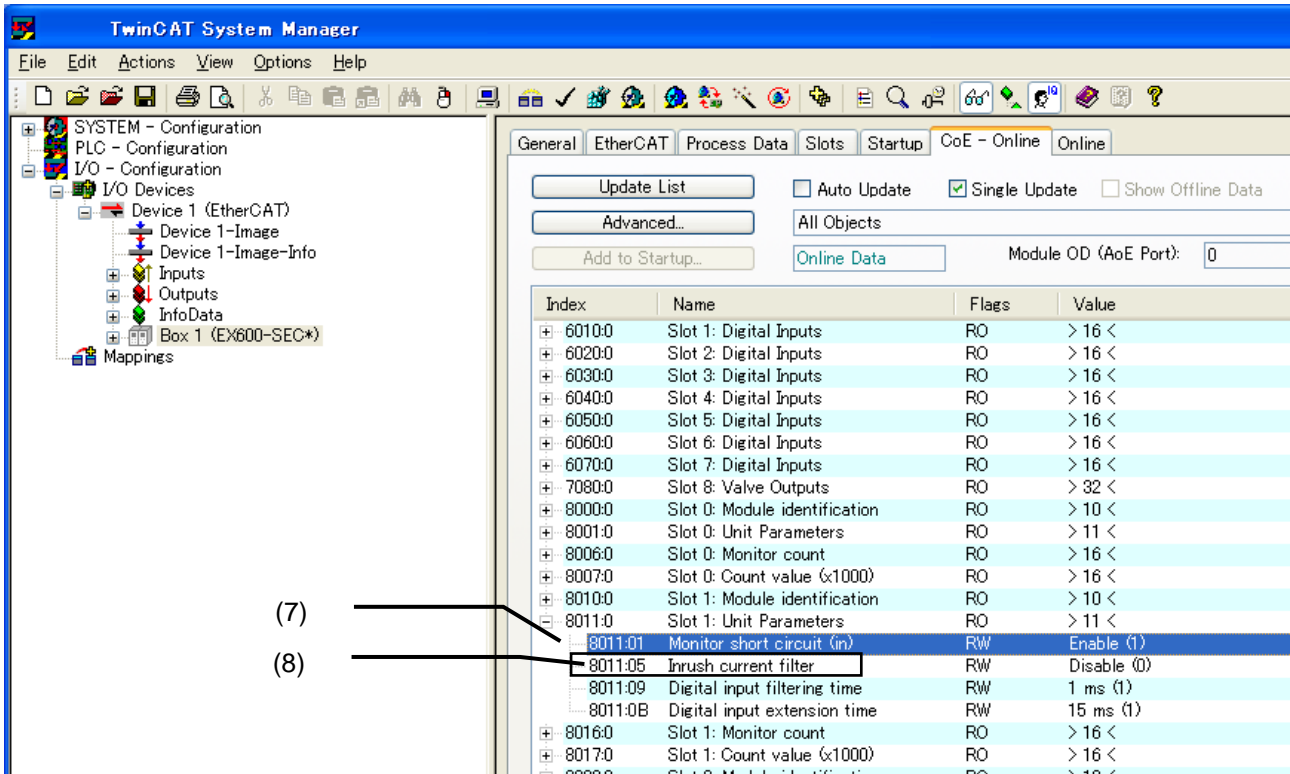 TwinCAT System Manager
File Edit Actions View Options Help
SYSTEM - Configuration
PLC - Configuration
I/O - Configuration
I/O Devices
Device 1 (EtherCAT)
Device 1-Image
Device 1-Image-Info
Inputs
Outputs
InfoData
Box 1 (EX600-SEC*)
Mappings
General EtherCAT Process Data Slots Startup CoE - Online Online
Update List Auto Update Single Update Show Offline Data
Advanced... All Objects
Add to Startup... Online Data Module OD (AoE Port): 0
Index Name Flags Value
6010:0 Slot 1: Digital Inputs RO > 16 <
6020:0 Slot 2: Digital Inputs RO > 16 <
6030:0 Slot 3: Digital Inputs RO > 16 <
6040:0 Slot 4: Digital Inputs RO > 16 <
6050:0 Slot 5: Digital Inputs RO > 16 <
6060:0 Slot 6: Digital Inputs RO > 16 <
6070:0 Slot 7: Digital Inputs RO > 16 <
7080:0 Slot 8: Valve Outputs RO > 32 <
8000:0 Slot 0: Module identification RO > 10 <
8001:0 Slot 0: Unit Parameters RO > 11 <
8006:0 Slot 0: Monitor count RO > 16 <
8007:0 Slot 0: Count value (x1000) RO > 16 <
8010:0 Slot 1: Module identification RO > 10 <
8011:0 Slot 1: Unit Parameters RO > 11 <
(7)
8011:01 Monitor short circuit (in) RW Enable (1)
(8)
8011:05 Inrush current filter RW Disable (0)
8011:09 Digital input filtering time RW 1 ms (1)
8011:0B Digital input extension time RW 15 ms (1)
8016:0 Slot 1: Monitor count RO > 16 <
8017:0 Slot 1: Count value (x1000) RO > 16 <